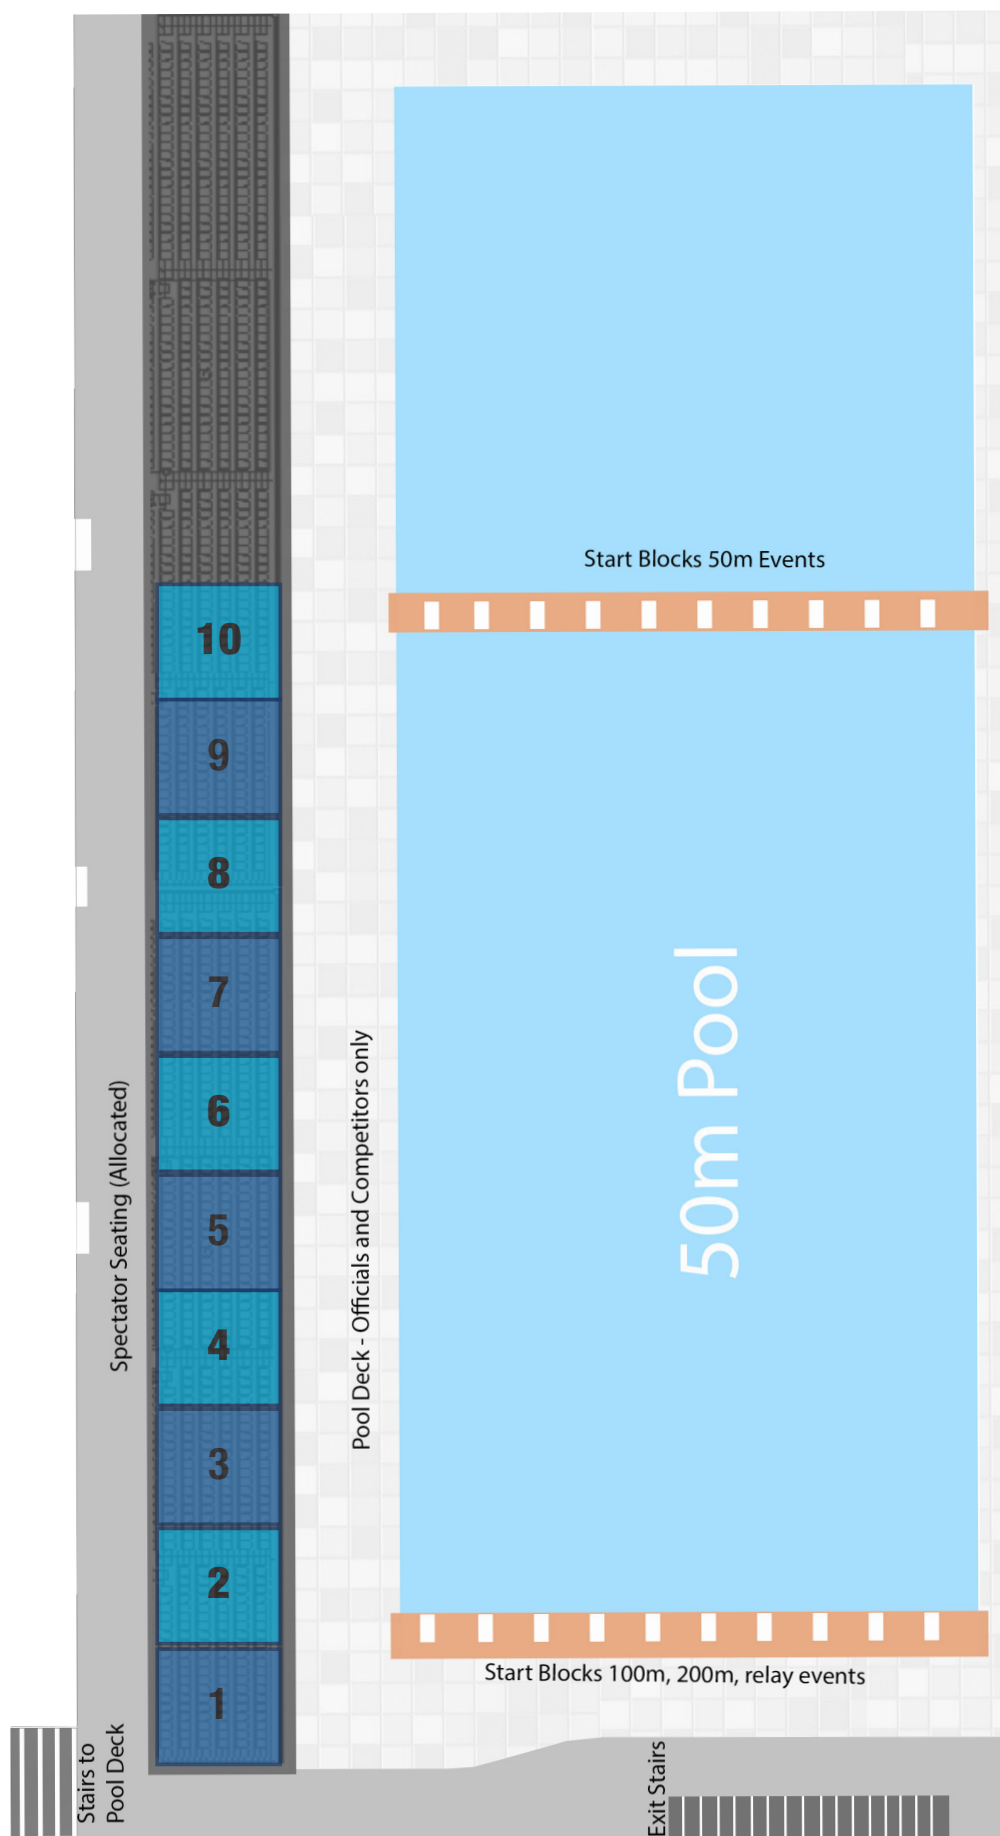 Start Blocks 50m Events
10
9
8
7
6
5
4
3
2
1
Spectator Seating (Allocated)
Pool Deck - Officials and Competitors only
50m Pool
Start Blocks 100m, 200m, relay events
Stairs to
Pool Deck
Exit Stairs